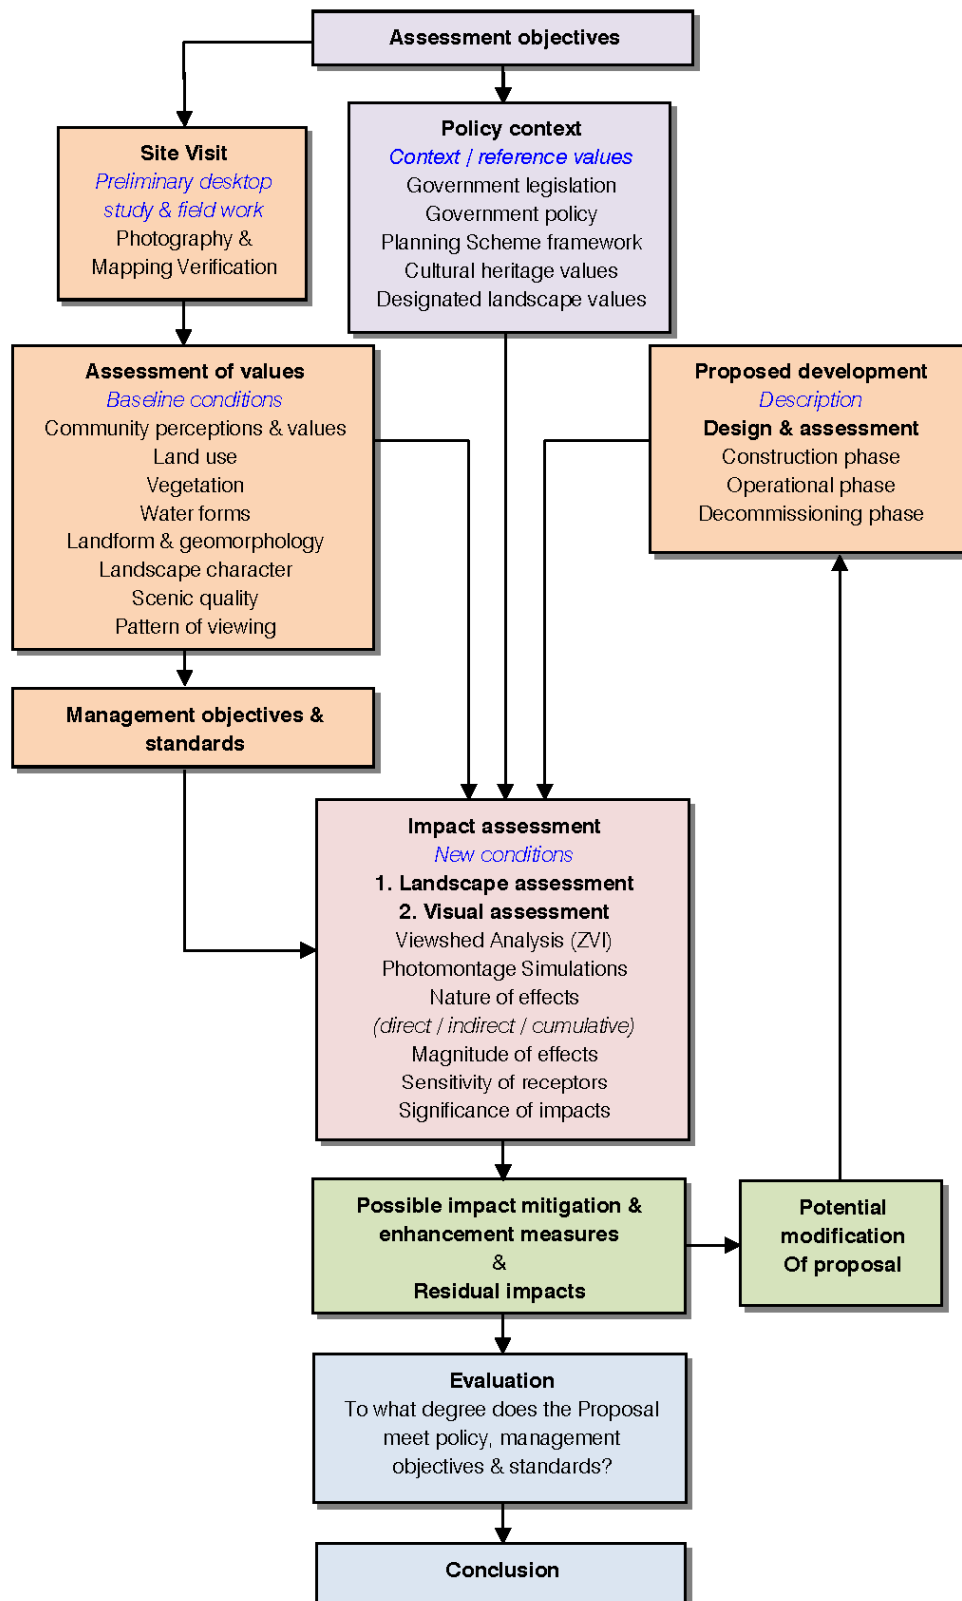 Assessment objectives
Policy context
Context / reference values
Government legislation
Government policy
Planning Scheme framework
Cultural heritage values
Designated landscape values
Site Visit
Preliminary desktop
study & field work
Photography &
Mapping Verification
Assessment of values
Baseline conditions
Community perceptions & values
Land use
Vegetation
Water forms
Landform & geomorphology
Landscape character
Scenic quality
Pattern of viewing
Proposed development
Description
Design & assessment
Construction phase
Operational phase
Decommissioning phase
Management objectives &
standards
Impact assessment
New conditions
1. Landscape assessment
2. Visual assessment
Viewshed Analysis (ZVI)
Photomontage Simulations
Nature of effects
(direct / indirect / cumulative)
Magnitude of effects
Sensitivity of receptors
Significance of impacts
Possible impact mitigation &
enhancement measures
&
Residual impacts
Potential
modification
Of proposal
Evaluation
To what degree does the Proposal
meet policy, management
objectives & standards?
Conclusion